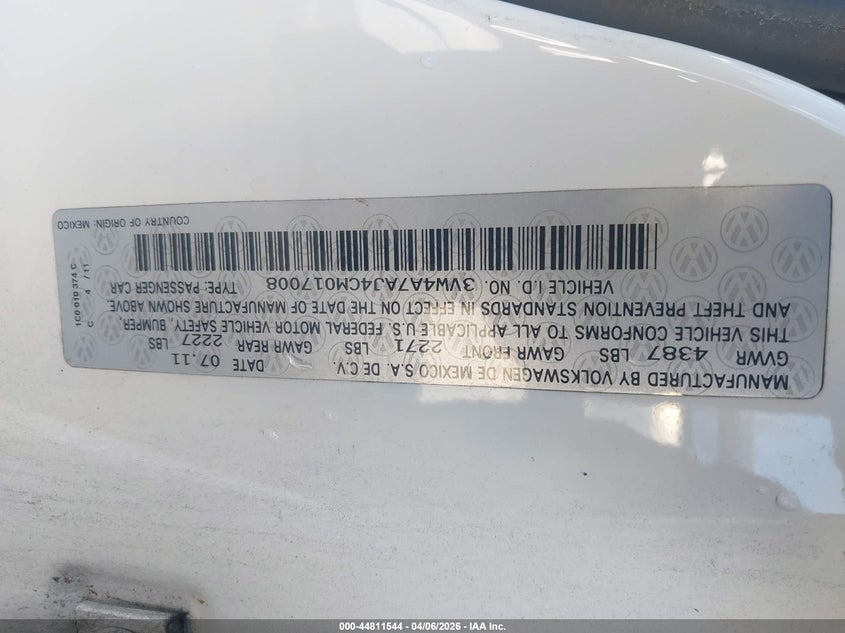 MANUFACTURED BY VOLKSWAGEN DE MEXICO S.A. DE C.V. DATE 07.11
GVWR 4387 LBS GAWR FRONT 2271 LBS GAWR REAR 2227 LBS
THIS VEHICLE CONFORMS TO ALL APPLICABLE U.S. FEDERAL MOTOR VEHICLE SAFETY, BUMPER,
AND THEFT PREVENTION STANDARDS IN EFFECT ON THE DATE OF MANUFACTURE SHOWN ABOVE.
VEHICLE I.D. NO. 3VW4A7AJ4CM017008 TYPE: PASSENGER CAR
COUNTRY OF ORIGIN: MEXICO
1C0 010 374 C
C 4 /11
000-44811544 | 04/06/2026 | IAA Inc.